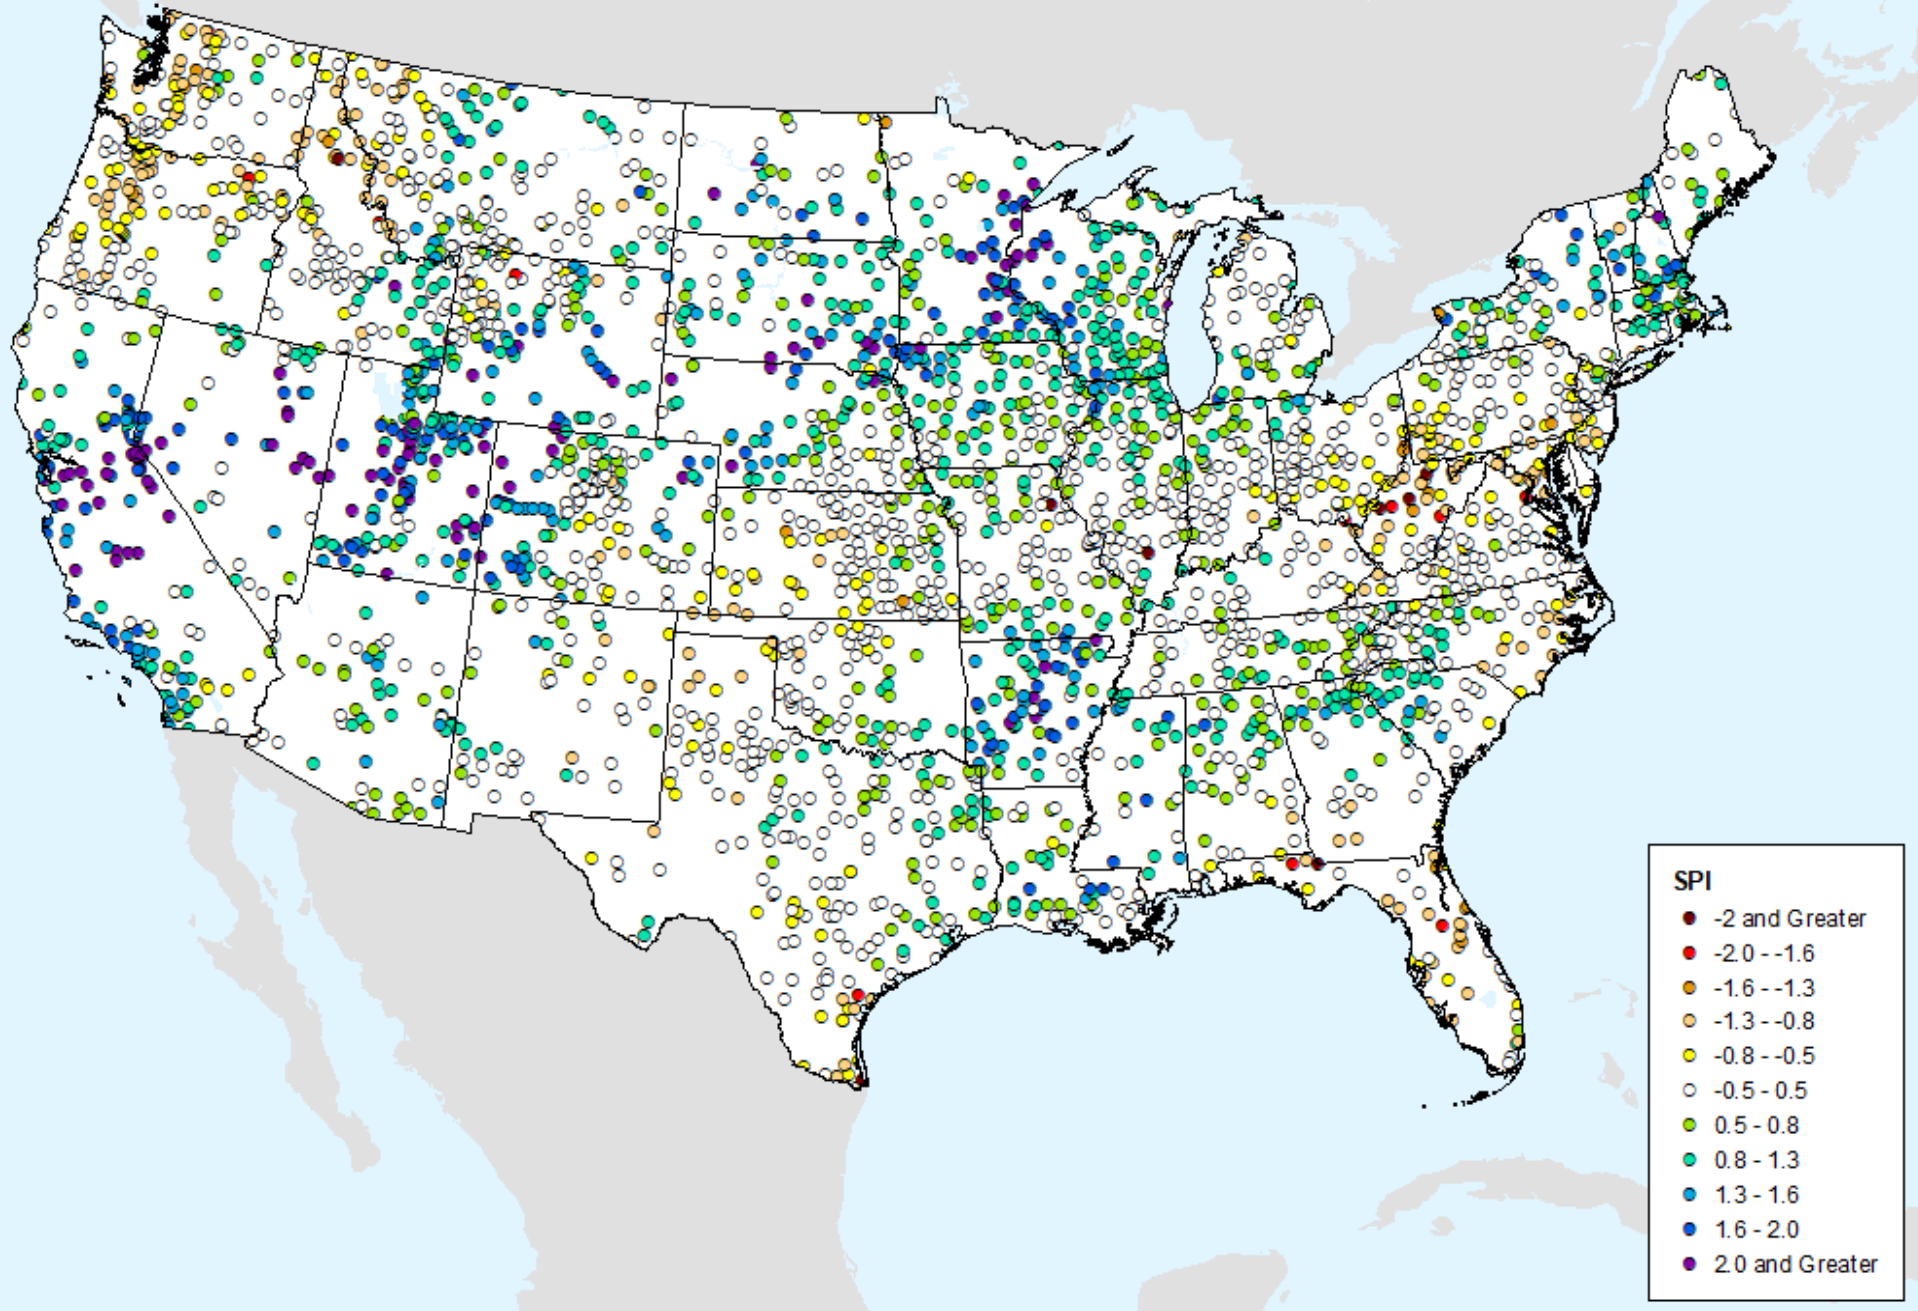 SPI
-2 and Greater
-2.0 - -1.6
-1.6 - -1.3
-1.3 - -0.8
-0.8 - -0.5
-0.5 - 0.5
0.5 - 0.8
0.8 - 1.3
1.3 - 1.6
1.6 - 2.0
2.0 and Greater